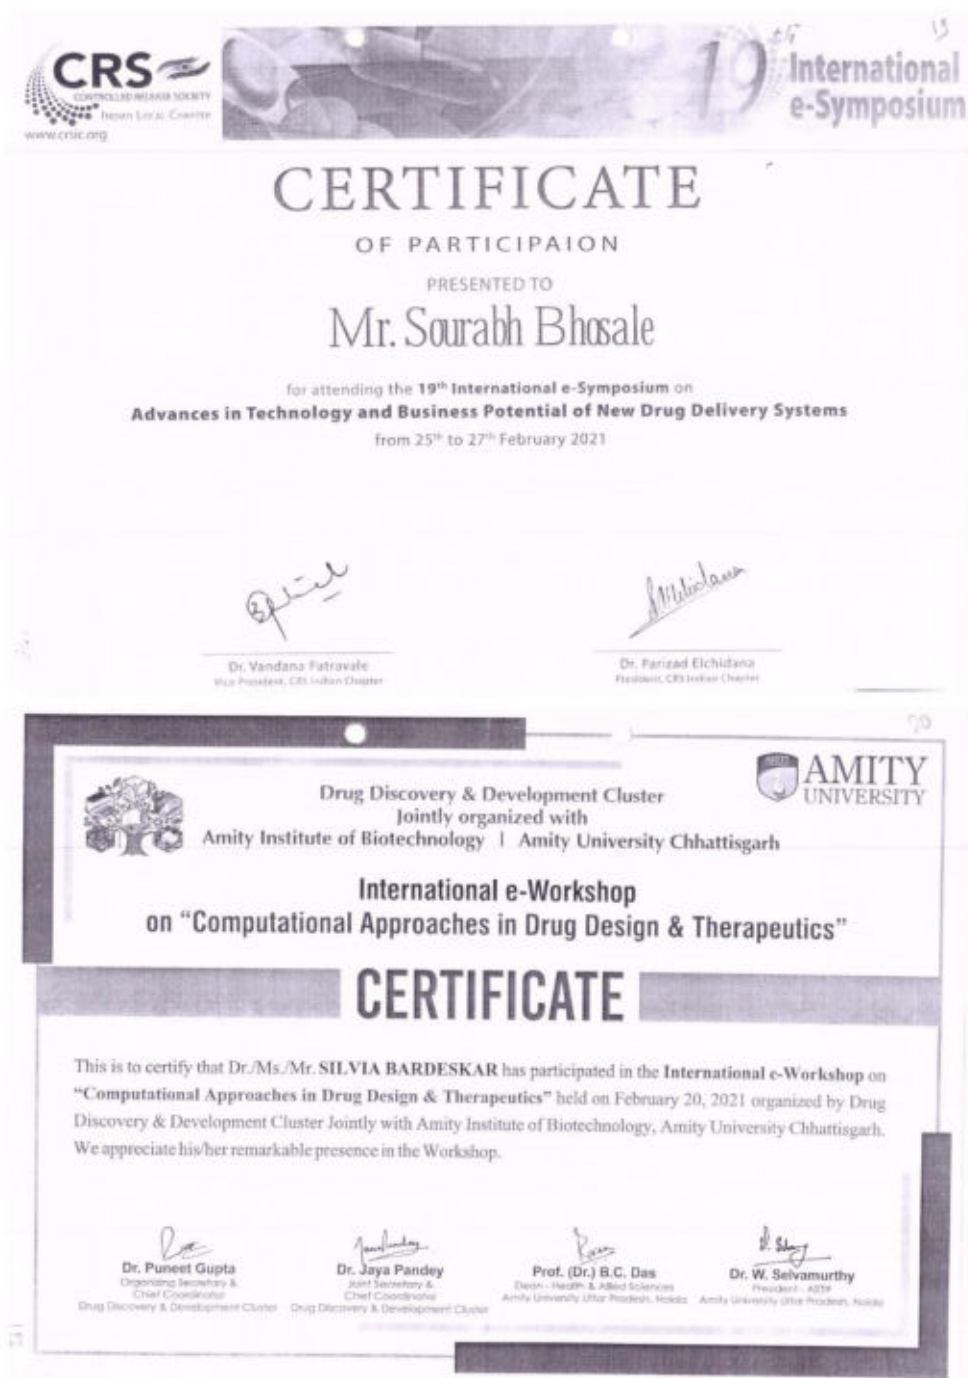 19
CRS
CONTROLLED RELEASE SOCIETY
INDIAN LOCAL CHAPTER
www.crsic.org
19th International
e-Symposium
CERTIFICATE
OF PARTICIPAION
PRESENTED TO
Mr. Sourabh Bhosale
for attending the 19th International e-Symposium on
Advances in Technology and Business Potential of New Drug Delivery Systems
from 25th to 27th February 2021
Dr. Vandana Patravale
Vice President, CRS Indian Chapter
Dr. Parizad Elchidana
President, CRS Indian Chapter
20
AMITY
UNIVERSITY
Drug Discovery & Development Cluster
Jointly organized with
Amity Institute of Biotechnology | Amity University Chhattisgarh
International e-Workshop
on “Computational Approaches in Drug Design & Therapeutics”
CERTIFICATE
This is to certify that Dr./Ms./Mr. SILVIA BARDESKAR has participated in the International e-Workshop on
“Computational Approaches in Drug Design & Therapeutics” held on February 20, 2021 organized by Drug
Discovery & Development Cluster Jointly with Amity Institute of Biotechnology, Amity University Chhattisgarh.
We appreciate his/her remarkable presence in the Workshop.
Dr. Puneet Gupta
Organizing Secretary &
Chief Coordinator
Drug Discovery & Development Cluster
Dr. Jaya Pandey
Joint Secretary &
Chief Coordinator
Drug Discovery & Development Cluster
Prof. (Dr.) B.C. Das
Dean - Health & Allied Sciences
Amity University Uttar Pradesh, Noida
Dr. W. Selvamurthy
President - ASTIF
Amity University Uttar Pradesh, Noida